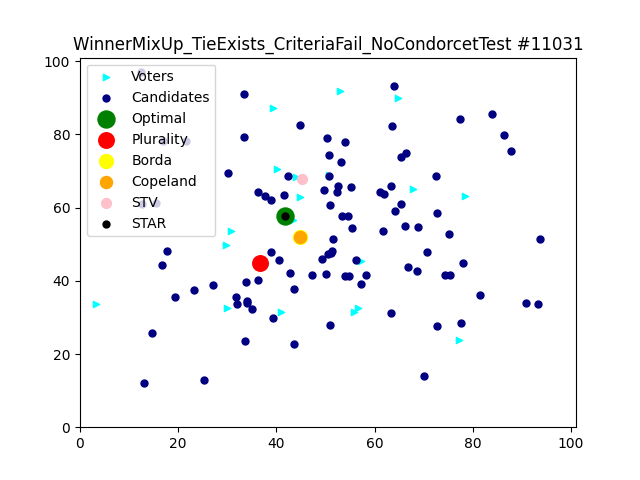 WinnerMixUp_TieExists_CriteriaFail_NoCondorcetTest #11031
100
80
60
40
20
0
Voters
Candidates
Optimal
Plurality
Borda
Copeland
STV
STAR
0 20 40 60 80 100